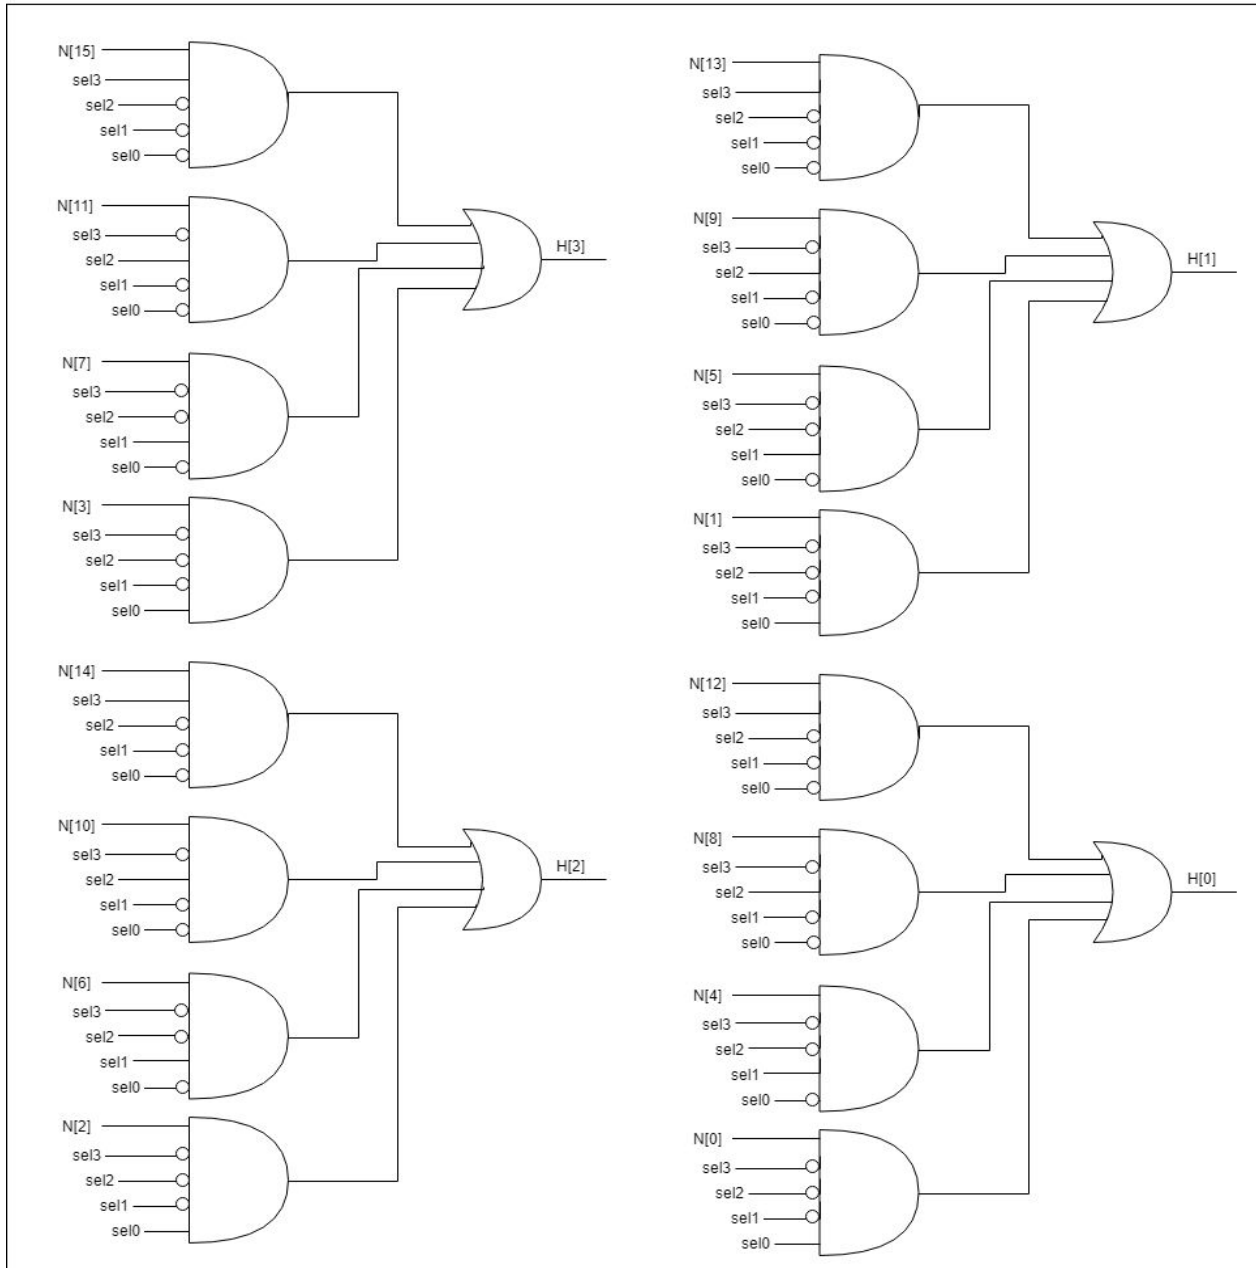 N[15]
sel3
sel2
sel1
sel0
N[11]
sel3
sel2
sel1
sel0
N[7]
sel3
sel2
sel1
sel0
N[3]
sel3
sel2
sel1
sel0
H[3]
N[14]
sel3
sel2
sel1
sel0
N[10]
sel3
sel2
sel1
sel0
N[6]
sel3
sel2
sel1
sel0
N[2]
sel3
sel2
sel1
sel0
H[2]
N[13]
sel3
sel2
sel1
sel0
N[9]
sel3
sel2
sel1
sel0
N[5]
sel3
sel2
sel1
sel0
N[1]
sel3
sel2
sel1
sel0
H[1]
N[12]
sel3
sel2
sel1
sel0
N[8]
sel3
sel2
sel1
sel0
N[4]
sel3
sel2
sel1
sel0
N[0]
sel3
sel2
sel1
sel0
H[0]